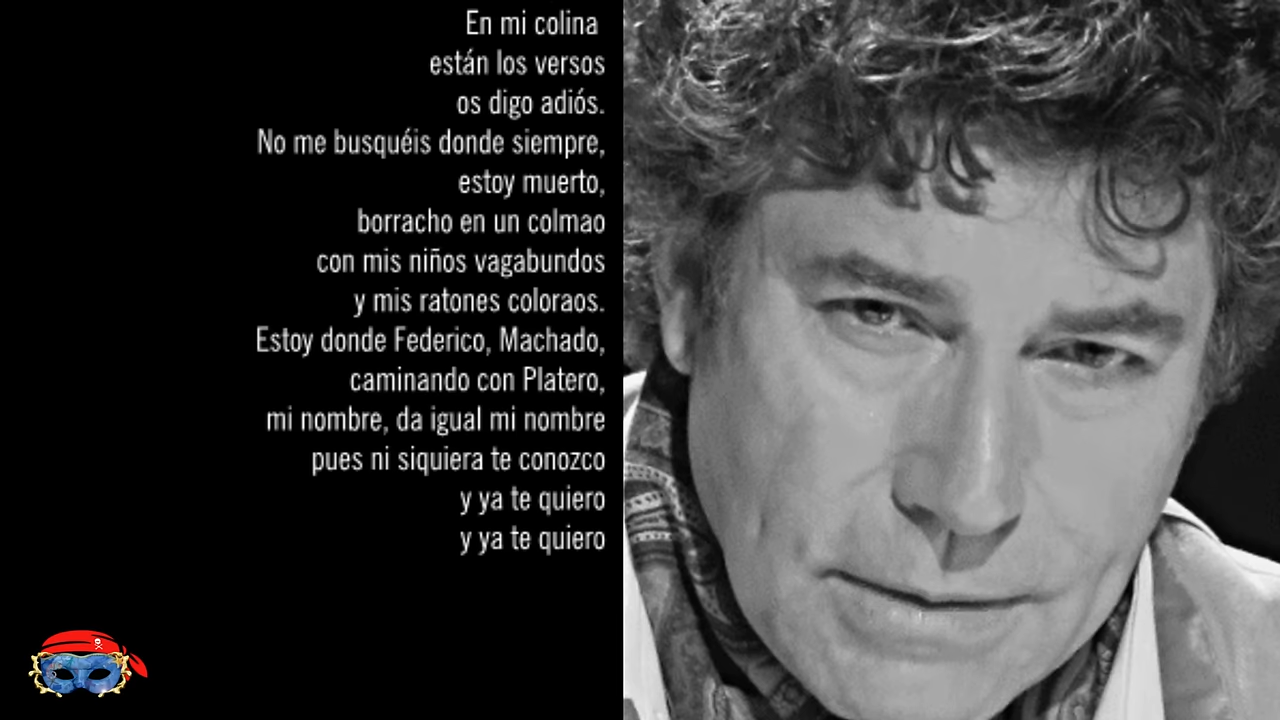 En mi colina
están los versos
os digo adiós.
No me busquéis donde siempre,
estoy muerto,
borracho en un colmao
con mis niños vagabundos
y mis ratones coloraos.
Estoy donde Federico, Machado,
caminando con Platero,
mi nombre, da igual mi nombre
pues ni siquiera te conozco
y ya te quiero
y ya te quiero